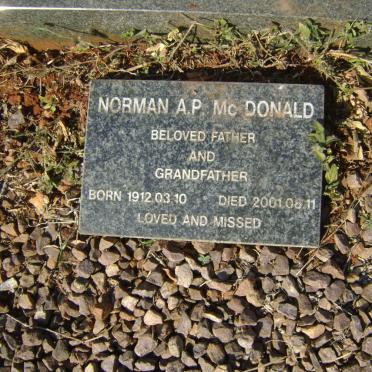 NORMAN A.P. Mc DONALD
BELOVED FATHER
AND
GRANDFATHER
BORN 1912.03.10 DIED 2001.08.11
LOVED AND MISSED